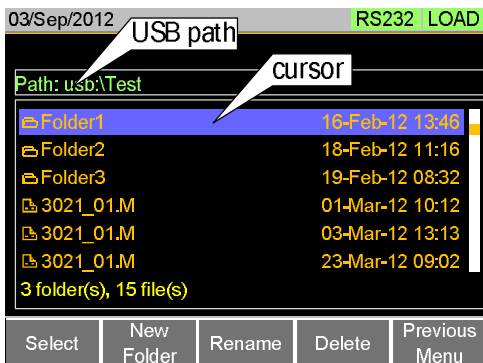 03/Sep/2012 RS232 LOAD
USB path
cursor
Path: usb:\Test
Folder1 16-Feb-12 13:46
Folder2 18-Feb-12 11:16
Folder3 19-Feb-12 08:32
3021_01.M 01-Mar-12 10:12
3021_01.M 03-Mar-12 13:13
3021_01.M 23-Mar-12 09:02
3 folder(s), 15 file(s)
Select New Folder Rename Delete Previous Menu